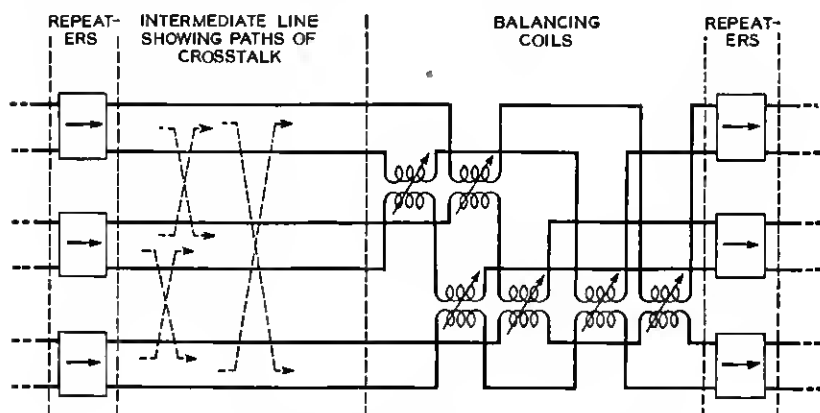 REPEAT-
ERS
INTERMEDIATE LINE
SHOWING PATHS OF
CROSSTALK
BALANCING
COILS
REPEAT-
ERS